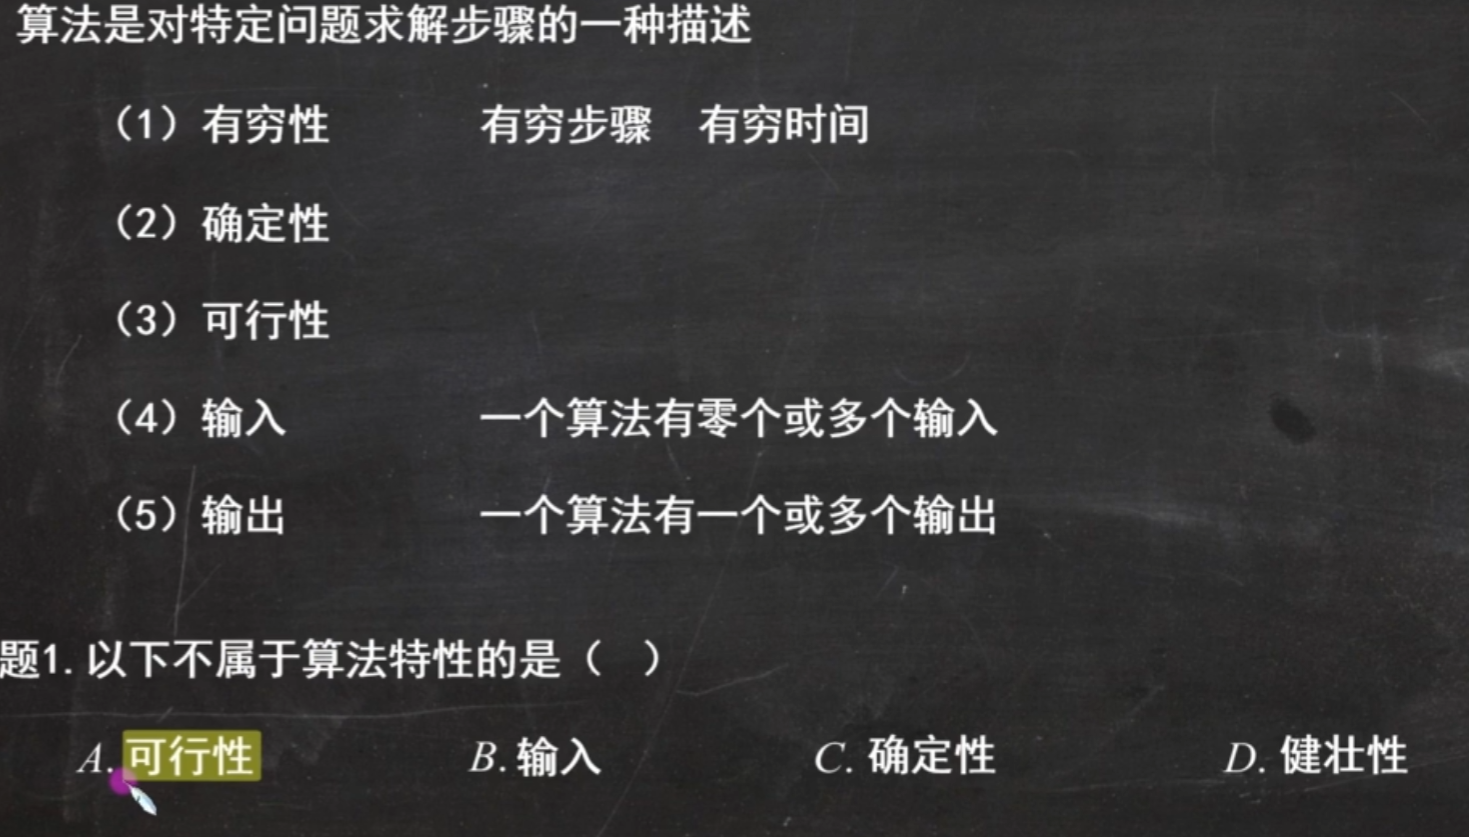 算法是对特定问题求解步骤的一种描述
（1）有穷性 有穷步骤 有穷时间
（2）确定性
（3）可行性
（4）输入 一个算法有零个或多个输入
（5）输出 一个算法有一个或多个输出
题1.以下不属于算法特性的是（ ）
A.可行性 B.输入 C.确定性 D.健壮性